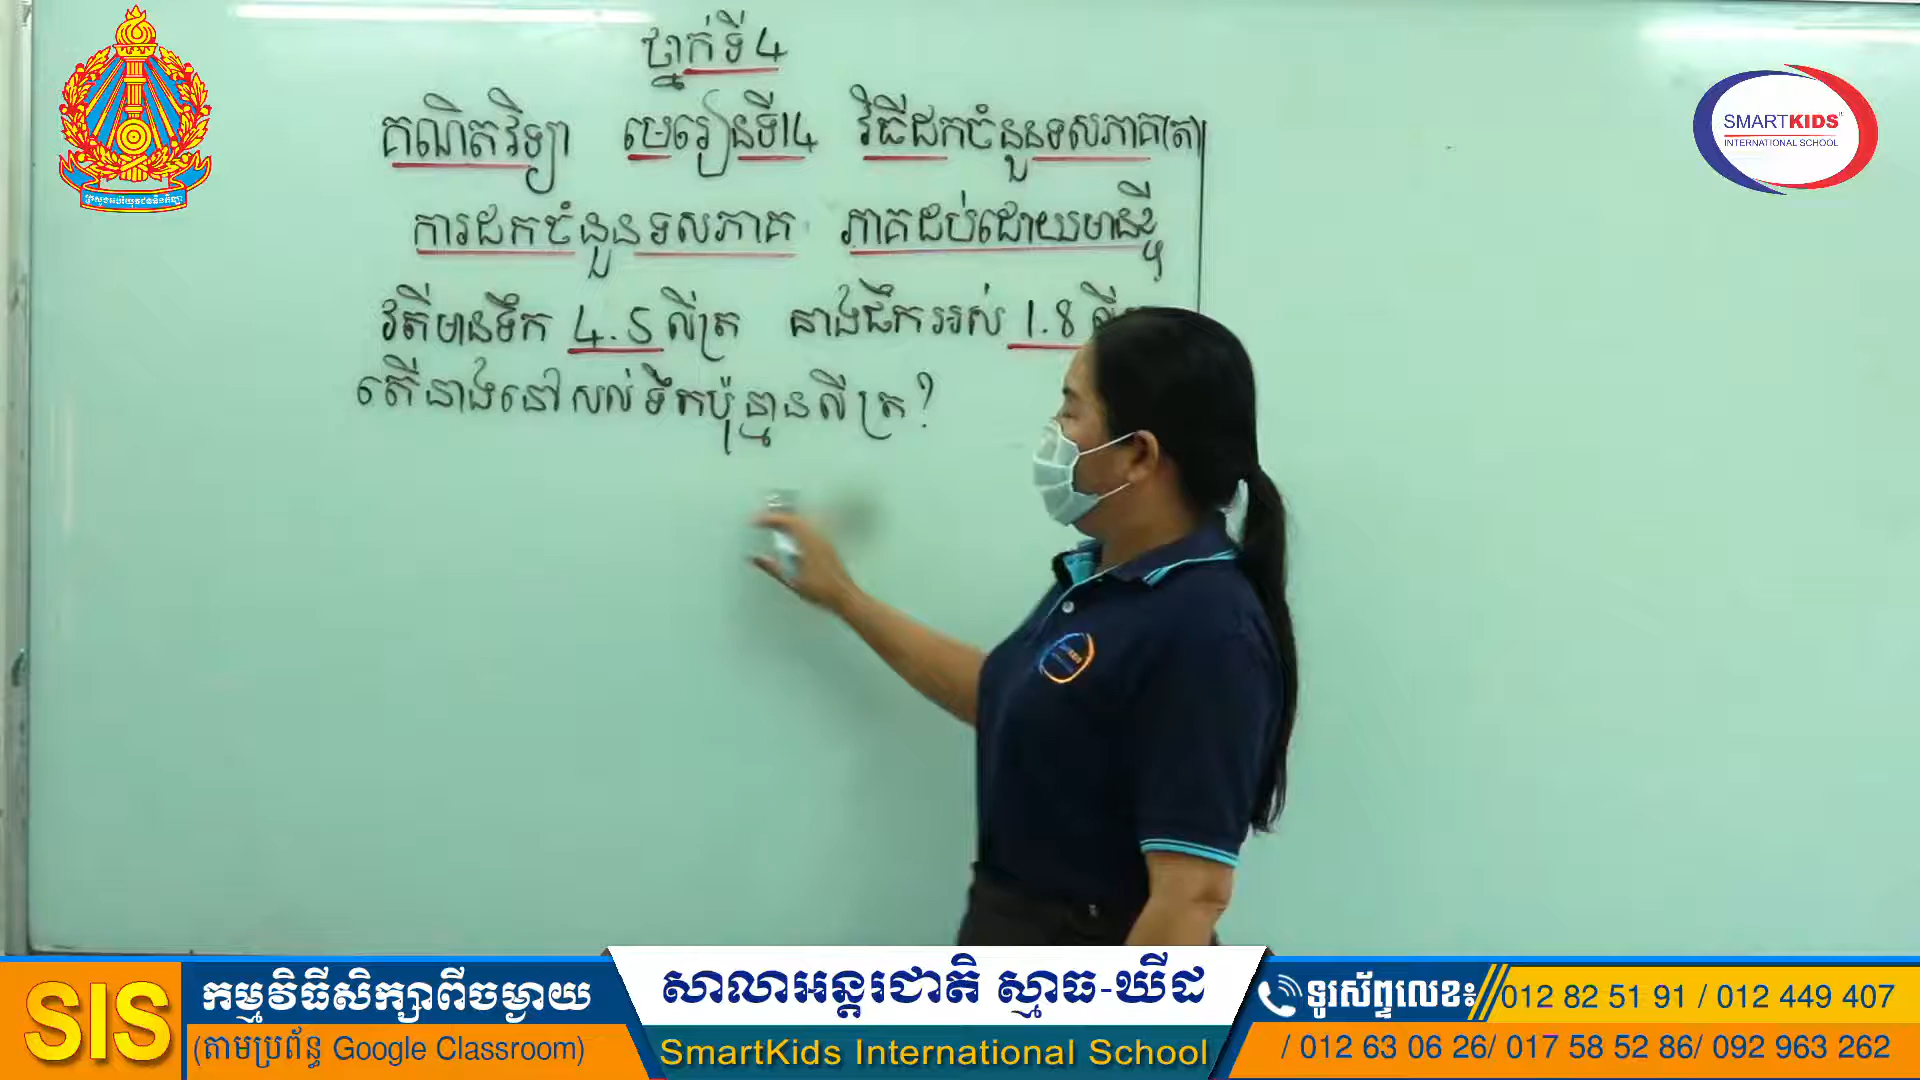 ថ្នាក់ទី4
គណិតវិទ្យា មេរៀនទី14 វិធីដកចំនួនទសភាគ(ត)
ការដកចំនួនទសភាគ ភាគដប់ដោយមានខ្ចី
រតីមានទឹក 4.5 លីត្រ នាងផឹកអស់ 1.8
តើនាងនៅសល់ទឹកប៉ុន្មានលីត្រ?
SMARTKIDS
INTERNATIONAL SCHOOL
SIS
កម្មវិធីសិក្សាពីចម្ងាយ
(តាមប្រព័ន្ធ Google Classroom)
សាលាអន្តរជាតិ ស្មាធ-ឃីដ
SmartKids International School
ទូរស័ព្ទលេខ៖ 012 82 51 91 / 012 449 407
/ 012 63 06 26/ 017 58 52 86/ 092 963 262